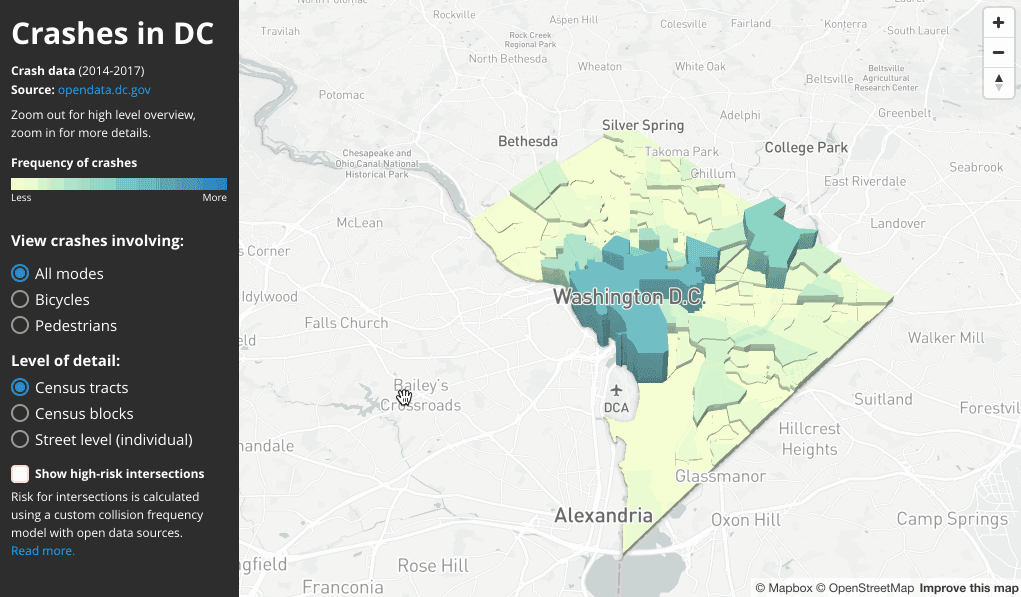 Crashes in DC
Crash data (2014-2017)
Source: opendata.dc.gov
Zoom out for high level overview,
zoom in for more details.
Frequency of crashes
Less
More
View crashes involving:
All modes
Bicycles
Pedestrians
Level of detail:
Census tracts
Census blocks
Street level (individual)
Show high-risk intersections
Risk for intersections is calculated
using a custom collision frequency
model with open data sources.
Read more.
Travilah
Rockville
Aspen Hill
Colesville
Fairland
Konterra
South Laurel
Rock Creek
Regional Park
North Bethesda
Wheaton
White Oak
Beltsville
Beltsville
Agricultural
Research Center
Potomac
Adelphi
Greenbelt
Silver Spring
Bethesda
Takoma Park
College Park
Chesapeake and
Ohio Canal National
Historical Park
Chillum
East Riverdale
Seabrook
McLean
Landover
s Corner
Idylwood
Washington D.C.
Falls Church
Walker Mill
Bailey's
Crossroads
DCA
Suitland
Forestvil
Hillcrest
Heights
nandale
Glassmanor
Alexandria
Oxon Hill
Camp Springs
gfield
Rose Hill
Franconia
© Mapbox © OpenStreetMap Improve this map